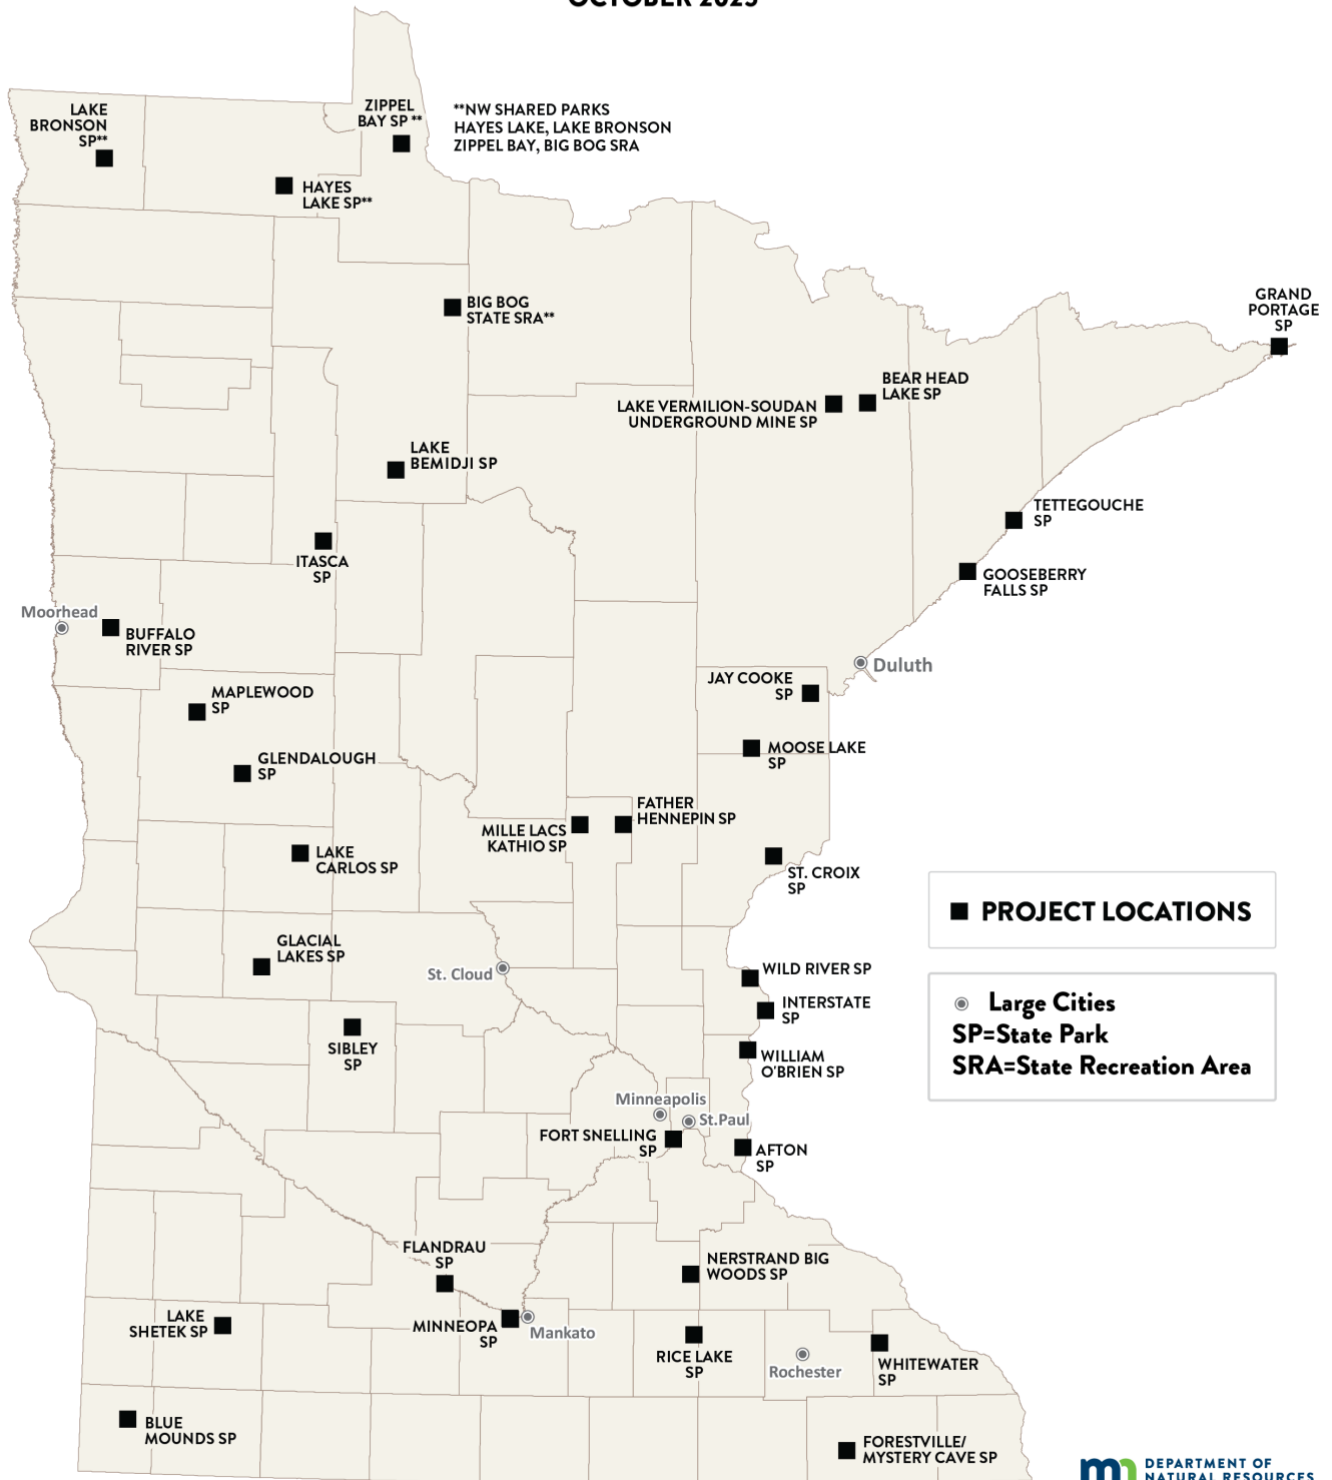 OCTOBER 2025
LAKE
BRONSON
SP**
ZIPPEL
BAY SP **
**NW SHARED PARKS
HAYES LAKE, LAKE BRONSON
ZIPPEL BAY, BIG BOG SRA
HAYES
LAKE SP**
BIG BOG
STATE SRA**
GRAND
PORTAGE
SP
BEAR HEAD
LAKE SP
LAKE VERMILION-SOUDAN
UNDERGROUND MINE SP
LAKE
BEMIDJI SP
TETTEGOUCHE
SP
ITASCA
SP
GOOSEBERRY
FALLS SP
Moorhead
BUFFALO
RIVER SP
Duluth
JAY COOKE
SP
MAPLEWOOD
SP
MOOSE LAKE
SP
GLENDALOUGH
SP
FATHER
HENNEPIN SP
MILLE LACS
KATHIO SP
LAKE
CARLOS SP
ST. CROIX
SP
PROJECT LOCATIONS
GLACIAL
LAKES SP
St. Cloud
WILD RIVER SP
INTERSTATE
SP
Large Cities
SP=State Park
SRA=State Recreation Area
SIBLEY
SP
WILLIAM
O'BRIEN SP
Minneapolis
St.Paul
FORT SNELLING
SP
AFTON
SP
FLANDRAU
SP
NERSTRAND BIG
WOODS SP
LAKE
SHETEK SP
MINNEOPA
SP
Mankato
RICE LAKE
SP
Rochester
WHITEWATER
SP
BLUE
MOUNDS SP
FORESTVILLE/
MYSTERY CAVE SP
mn DEPARTMENT OF
NATURAL RESOURCES